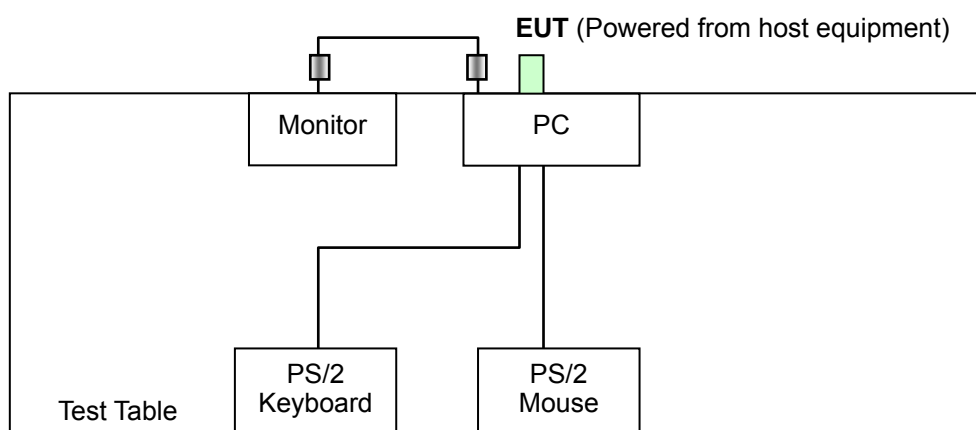 EUT (Powered from host equipment)
Monitor
PC
PS/2
Keyboard
PS/2
Mouse
Test Table